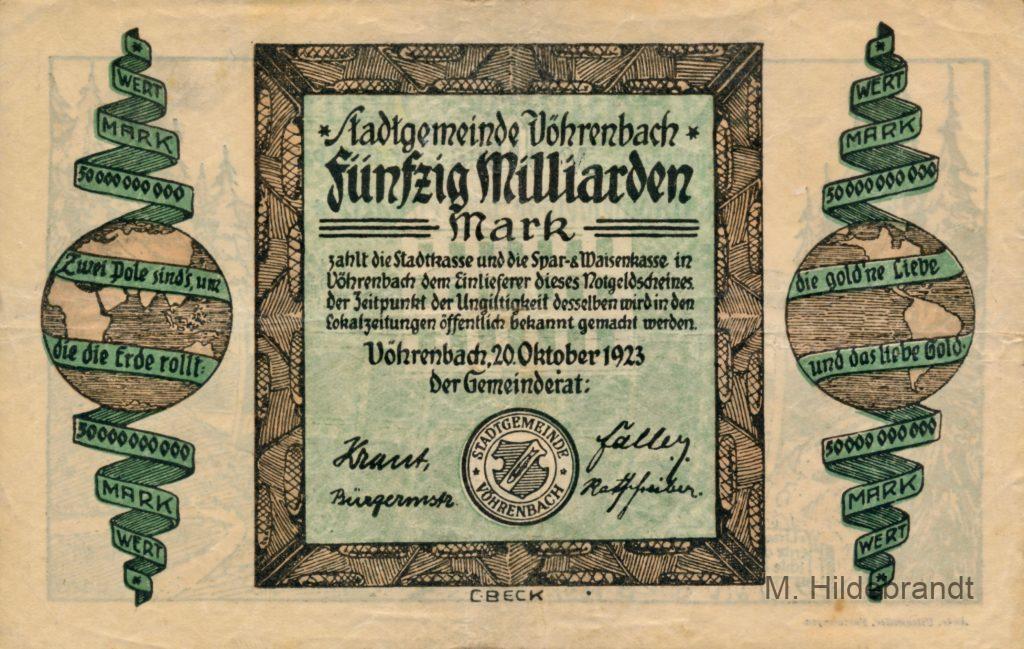 WERT
MARK
50 000 000 000
Zwei Pole sind's, um
die die Erde rollt:
50 000 000 000
MARK
WERT
* Stadtgemeinde Vöhrenbach *
Fünfzig Milliarden
Mark
zahlt die Stadtkasse und die Spar-& Waisenkasse in
Vöhrenbach dem Einlieferer dieses Notgeldscheines.
der Zeitpunkt der Ungiltigkeit desselben wird in den
Lokalzeitungen öffentlich bekannt gemacht werden.
Vöhrenbach, 20. Oktober 1923
der Gemeinderat:
Kraut,
Bürgermstr.
STADTGEMEINDE
* VÖHRENBACH *
Ratschreiber.
C·BECK
WERT
MARK
50 000 000 000
die gold'ne Liebe
und das liebe Gold·
50 000 000 000
MARK
WERT
M. Hildebrandt